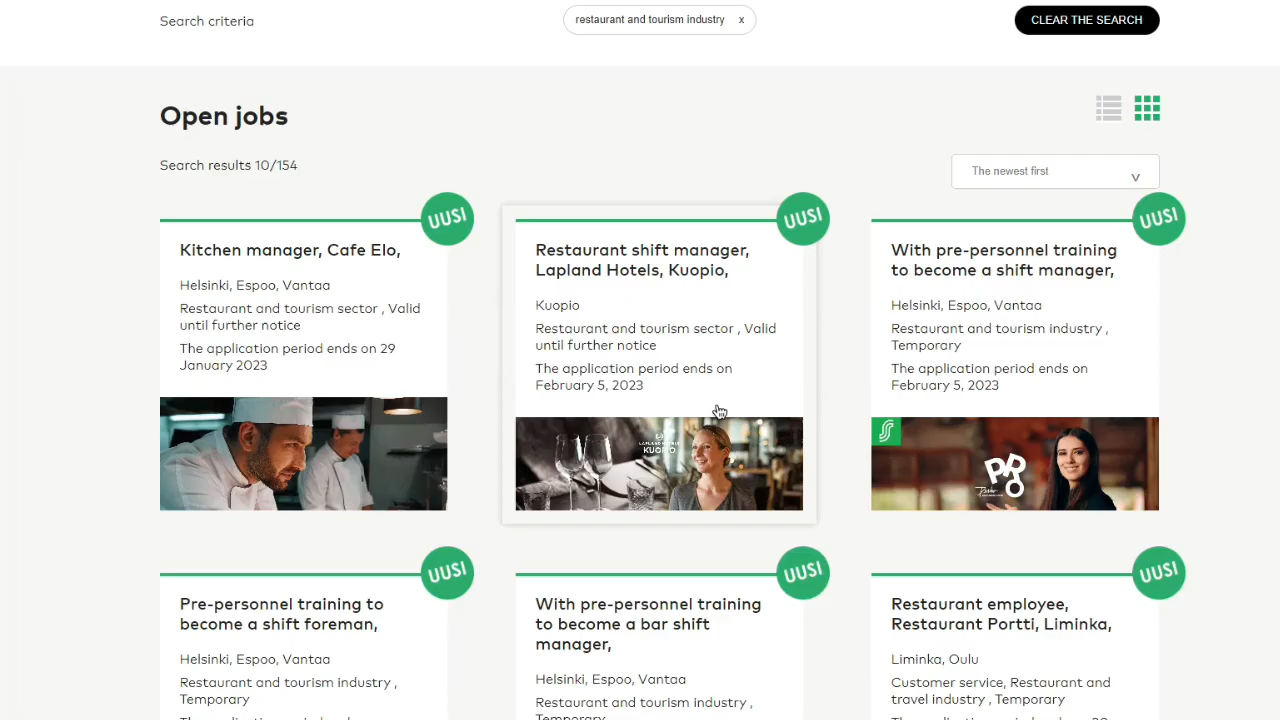 Search criteria
restaurant and tourism industry x
CLEAR THE SEARCH
Open jobs
Search results 10/154
The newest first
UUSI
Kitchen manager, Cafe Elo,
Helsinki, Espoo, Vantaa
Restaurant and tourism sector , Valid
until further notice
The application period ends on 29
January 2023
UUSI
Restaurant shift manager,
Lapland Hotels, Kuopio,
Kuopio
Restaurant and tourism sector , Valid
until further notice
The application period ends on
February 5, 2023
LAPLAND HOTELS
KUOPIO
UUSI
With pre-personnel training
to become a shift manager,
Helsinki, Espoo, Vantaa
Restaurant and tourism industry ,
Temporary
The application period ends on
February 5, 2023
PRO
UUSI
Pre-personnel training to
become a shift foreman,
Helsinki, Espoo, Vantaa
Restaurant and tourism industry ,
Temporary
UUSI
With pre-personnel training
to become a bar shift
manager,
Helsinki, Espoo, Vantaa
Restaurant and tourism industry ,
Temporary
UUSI
Restaurant employee,
Restaurant Portti, Liminka,
Liminka, Oulu
Customer service, Restaurant and
travel industry , Temporary